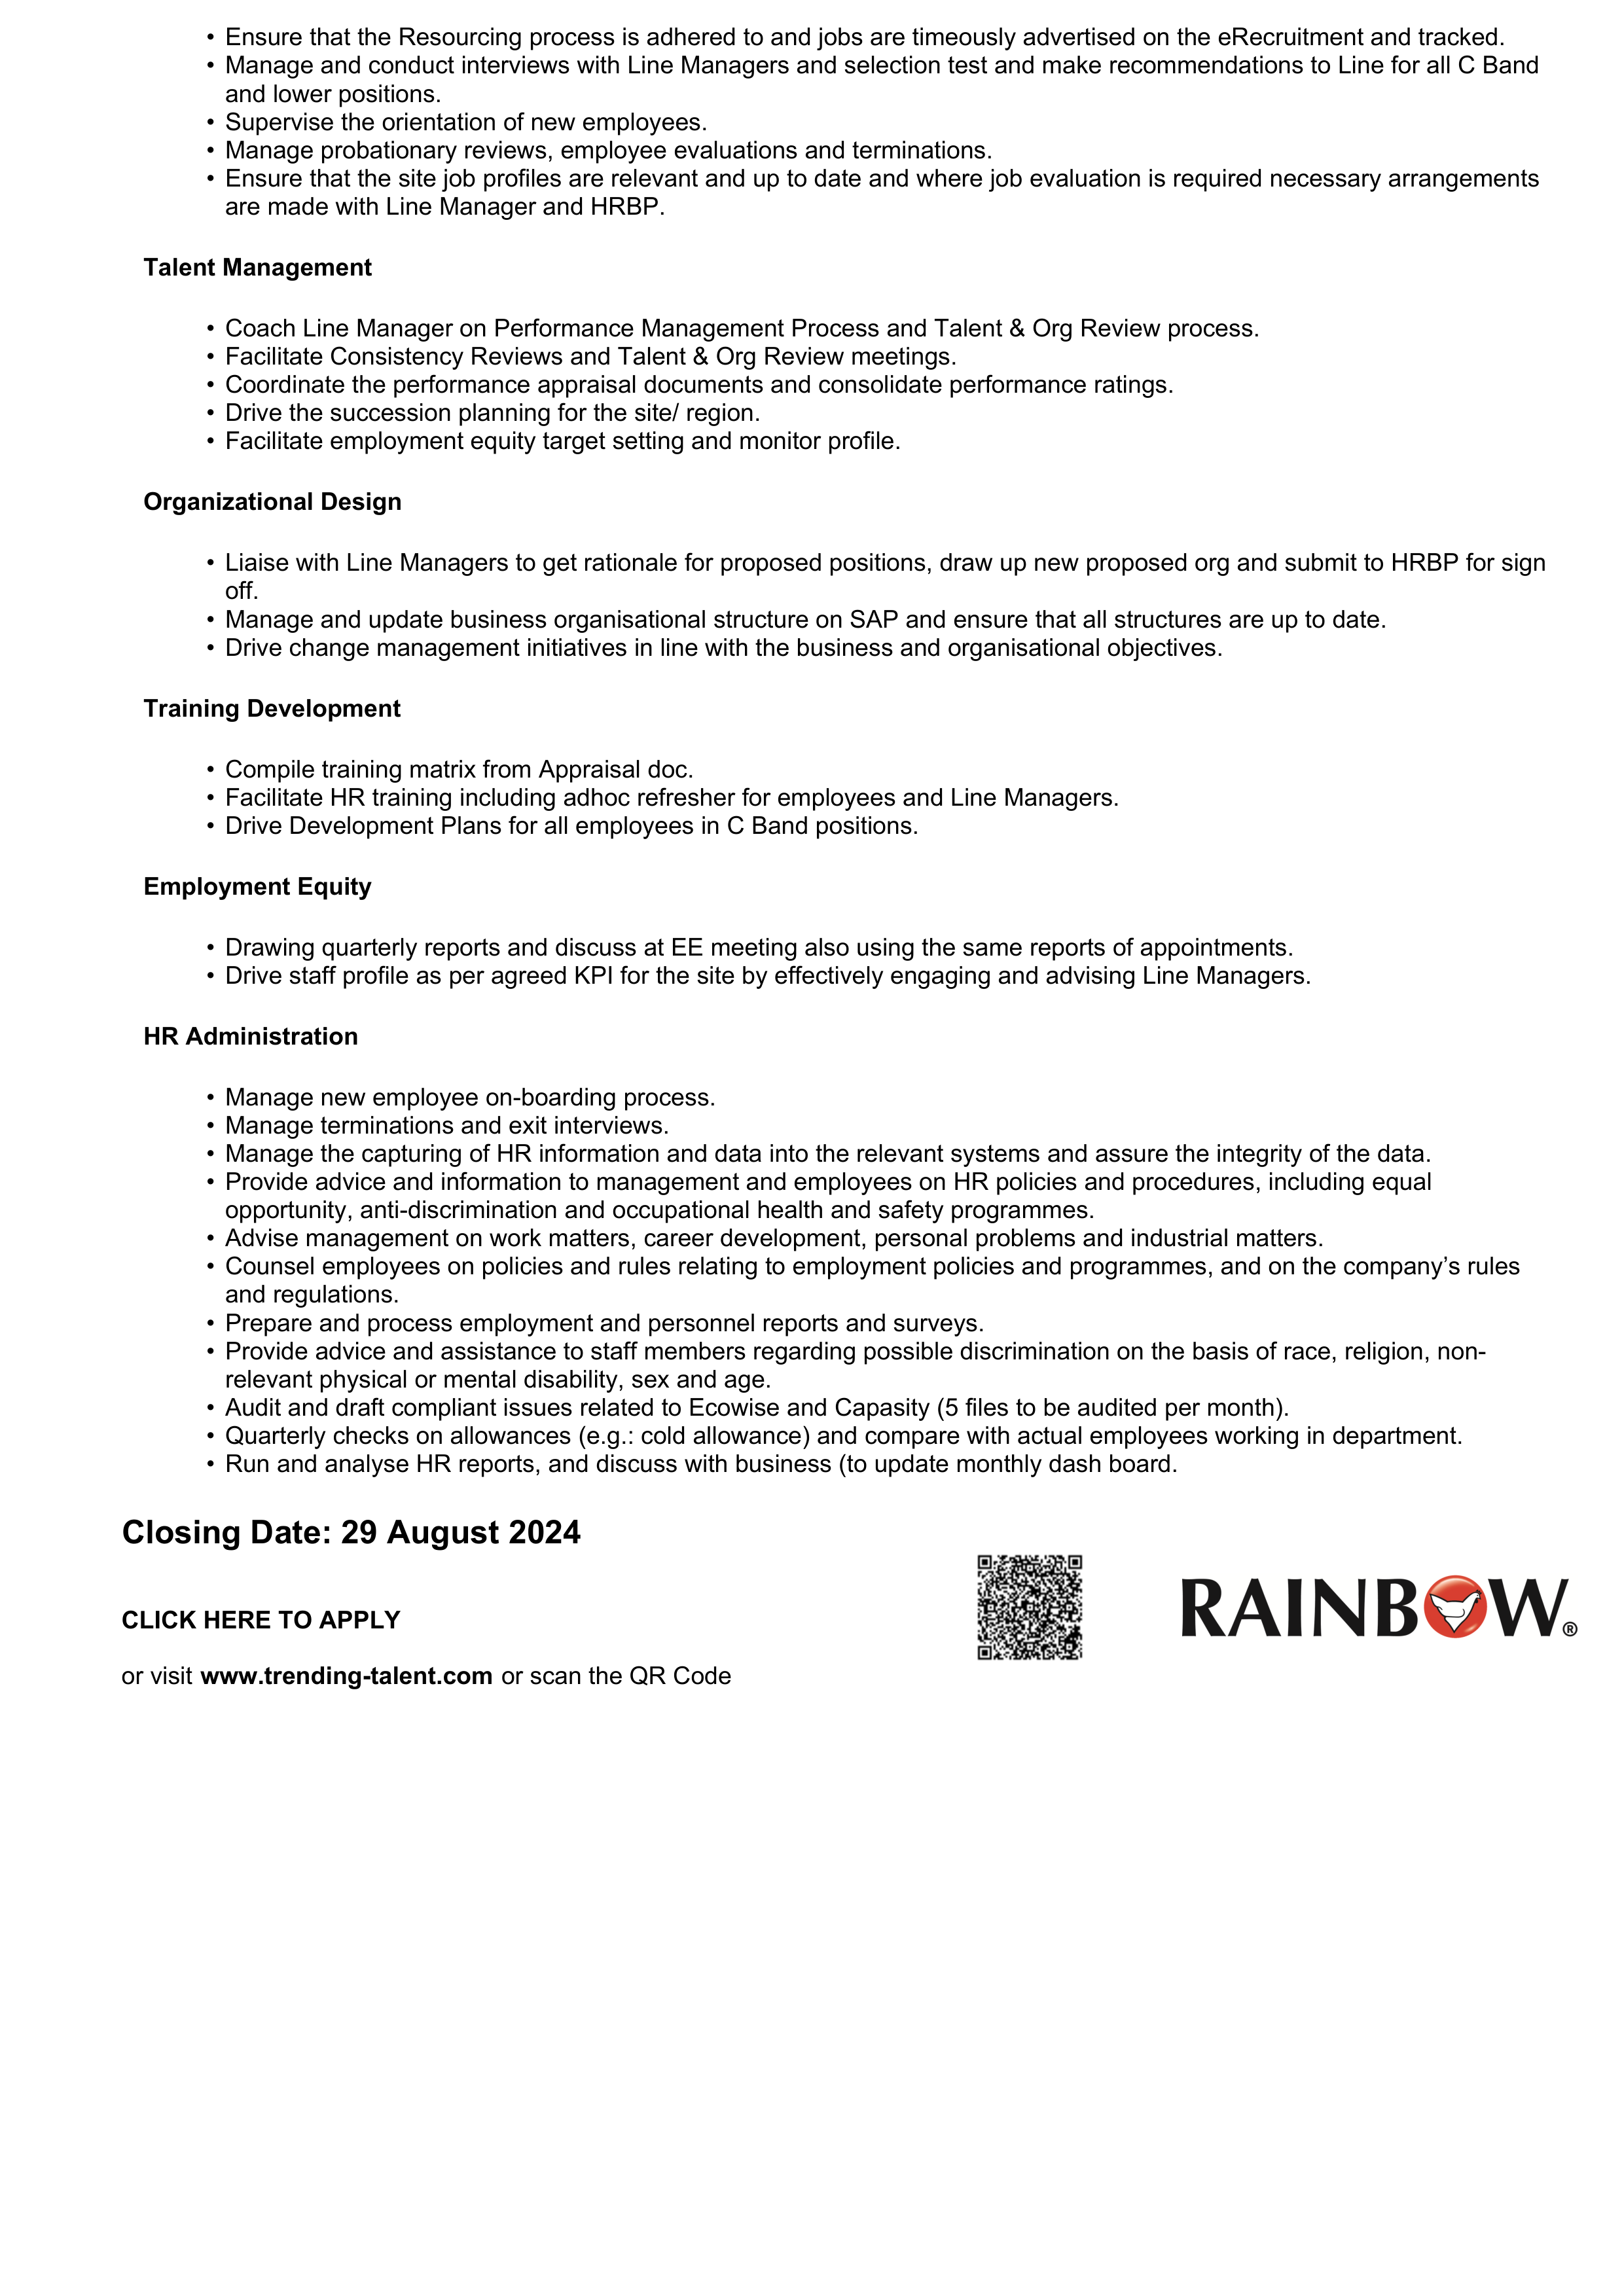 • Ensure that the Resourcing process is adhered to and jobs are timeously advertised on the eRecruitment and tracked.
• Manage and conduct interviews with Line Managers and selection test and make recommendations to Line for all C Band
and lower positions.
• Supervise the orientation of new employees.
• Manage probationary reviews, employee evaluations and terminations.
• Ensure that the site job profiles are relevant and up to date and where job evaluation is required necessary arrangements
are made with Line Manager and HRBP.
Talent Management
• Coach Line Manager on Performance Management Process and Talent & Org Review process.
• Facilitate Consistency Reviews and Talent & Org Review meetings.
• Coordinate the performance appraisal documents and consolidate performance ratings.
• Drive the succession planning for the site/ region.
• Facilitate employment equity target setting and monitor profile.
Organizational Design
• Liaise with Line Managers to get rationale for proposed positions, draw up new proposed org and submit to HRBP for sign
off.
• Manage and update business organisational structure on SAP and ensure that all structures are up to date.
• Drive change management initiatives in line with the business and organisational objectives.
Training Development
• Compile training matrix from Appraisal doc.
• Facilitate HR training including adhoc refresher for employees and Line Managers.
• Drive Development Plans for all employees in C Band positions.
Employment Equity
• Drawing quarterly reports and discuss at EE meeting also using the same reports of appointments.
• Drive staff profile as per agreed KPI for the site by effectively engaging and advising Line Managers.
HR Administration
• Manage new employee on-boarding process.
• Manage terminations and exit interviews.
• Manage the capturing of HR information and data into the relevant systems and assure the integrity of the data.
• Provide advice and information to management and employees on HR policies and procedures, including equal
opportunity, anti-discrimination and occupational health and safety programmes.
• Advise management on work matters, career development, personal problems and industrial matters.
• Counsel employees on policies and rules relating to employment policies and programmes, and on the company’s rules
and regulations.
• Prepare and process employment and personnel reports and surveys.
• Provide advice and assistance to staff members regarding possible discrimination on the basis of race, religion, non-
relevant physical or mental disability, sex and age.
• Audit and draft compliant issues related to Ecowise and Capasity (5 files to be audited per month).
• Quarterly checks on allowances (e.g.: cold allowance) and compare with actual employees working in department.
• Run and analyse HR reports, and discuss with business (to update monthly dash board.
Closing Date: 29 August 2024
CLICK HERE TO APPLY
RAINBOW®
or visit www.trending-talent.com or scan the QR Code